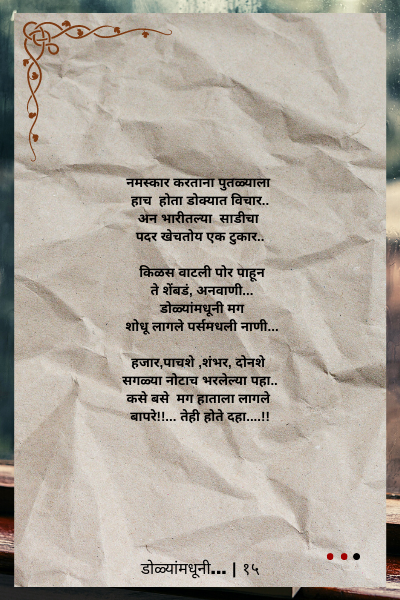 नमस्कार करताना पुतळ्याला
हाच होता डोक्यात विचार..
अन भारीतल्या साडीचा
पदर खेचतोय एक टुकार..
किळस वाटली पोर पाहून
ते शेंबडं, अनवाणी...
डोळ्यांमधूनी मग
शोधू लागले पर्समधली नाणी...
हजार,पाचशे ,शंभर, दोनशे
सगळ्या नोटाच भरलेल्या पहा..
कसे बसे मग हाताला लागले
बापरे!!... तेही होते दहा....!!
डोळ्यांमधूनी... | १५